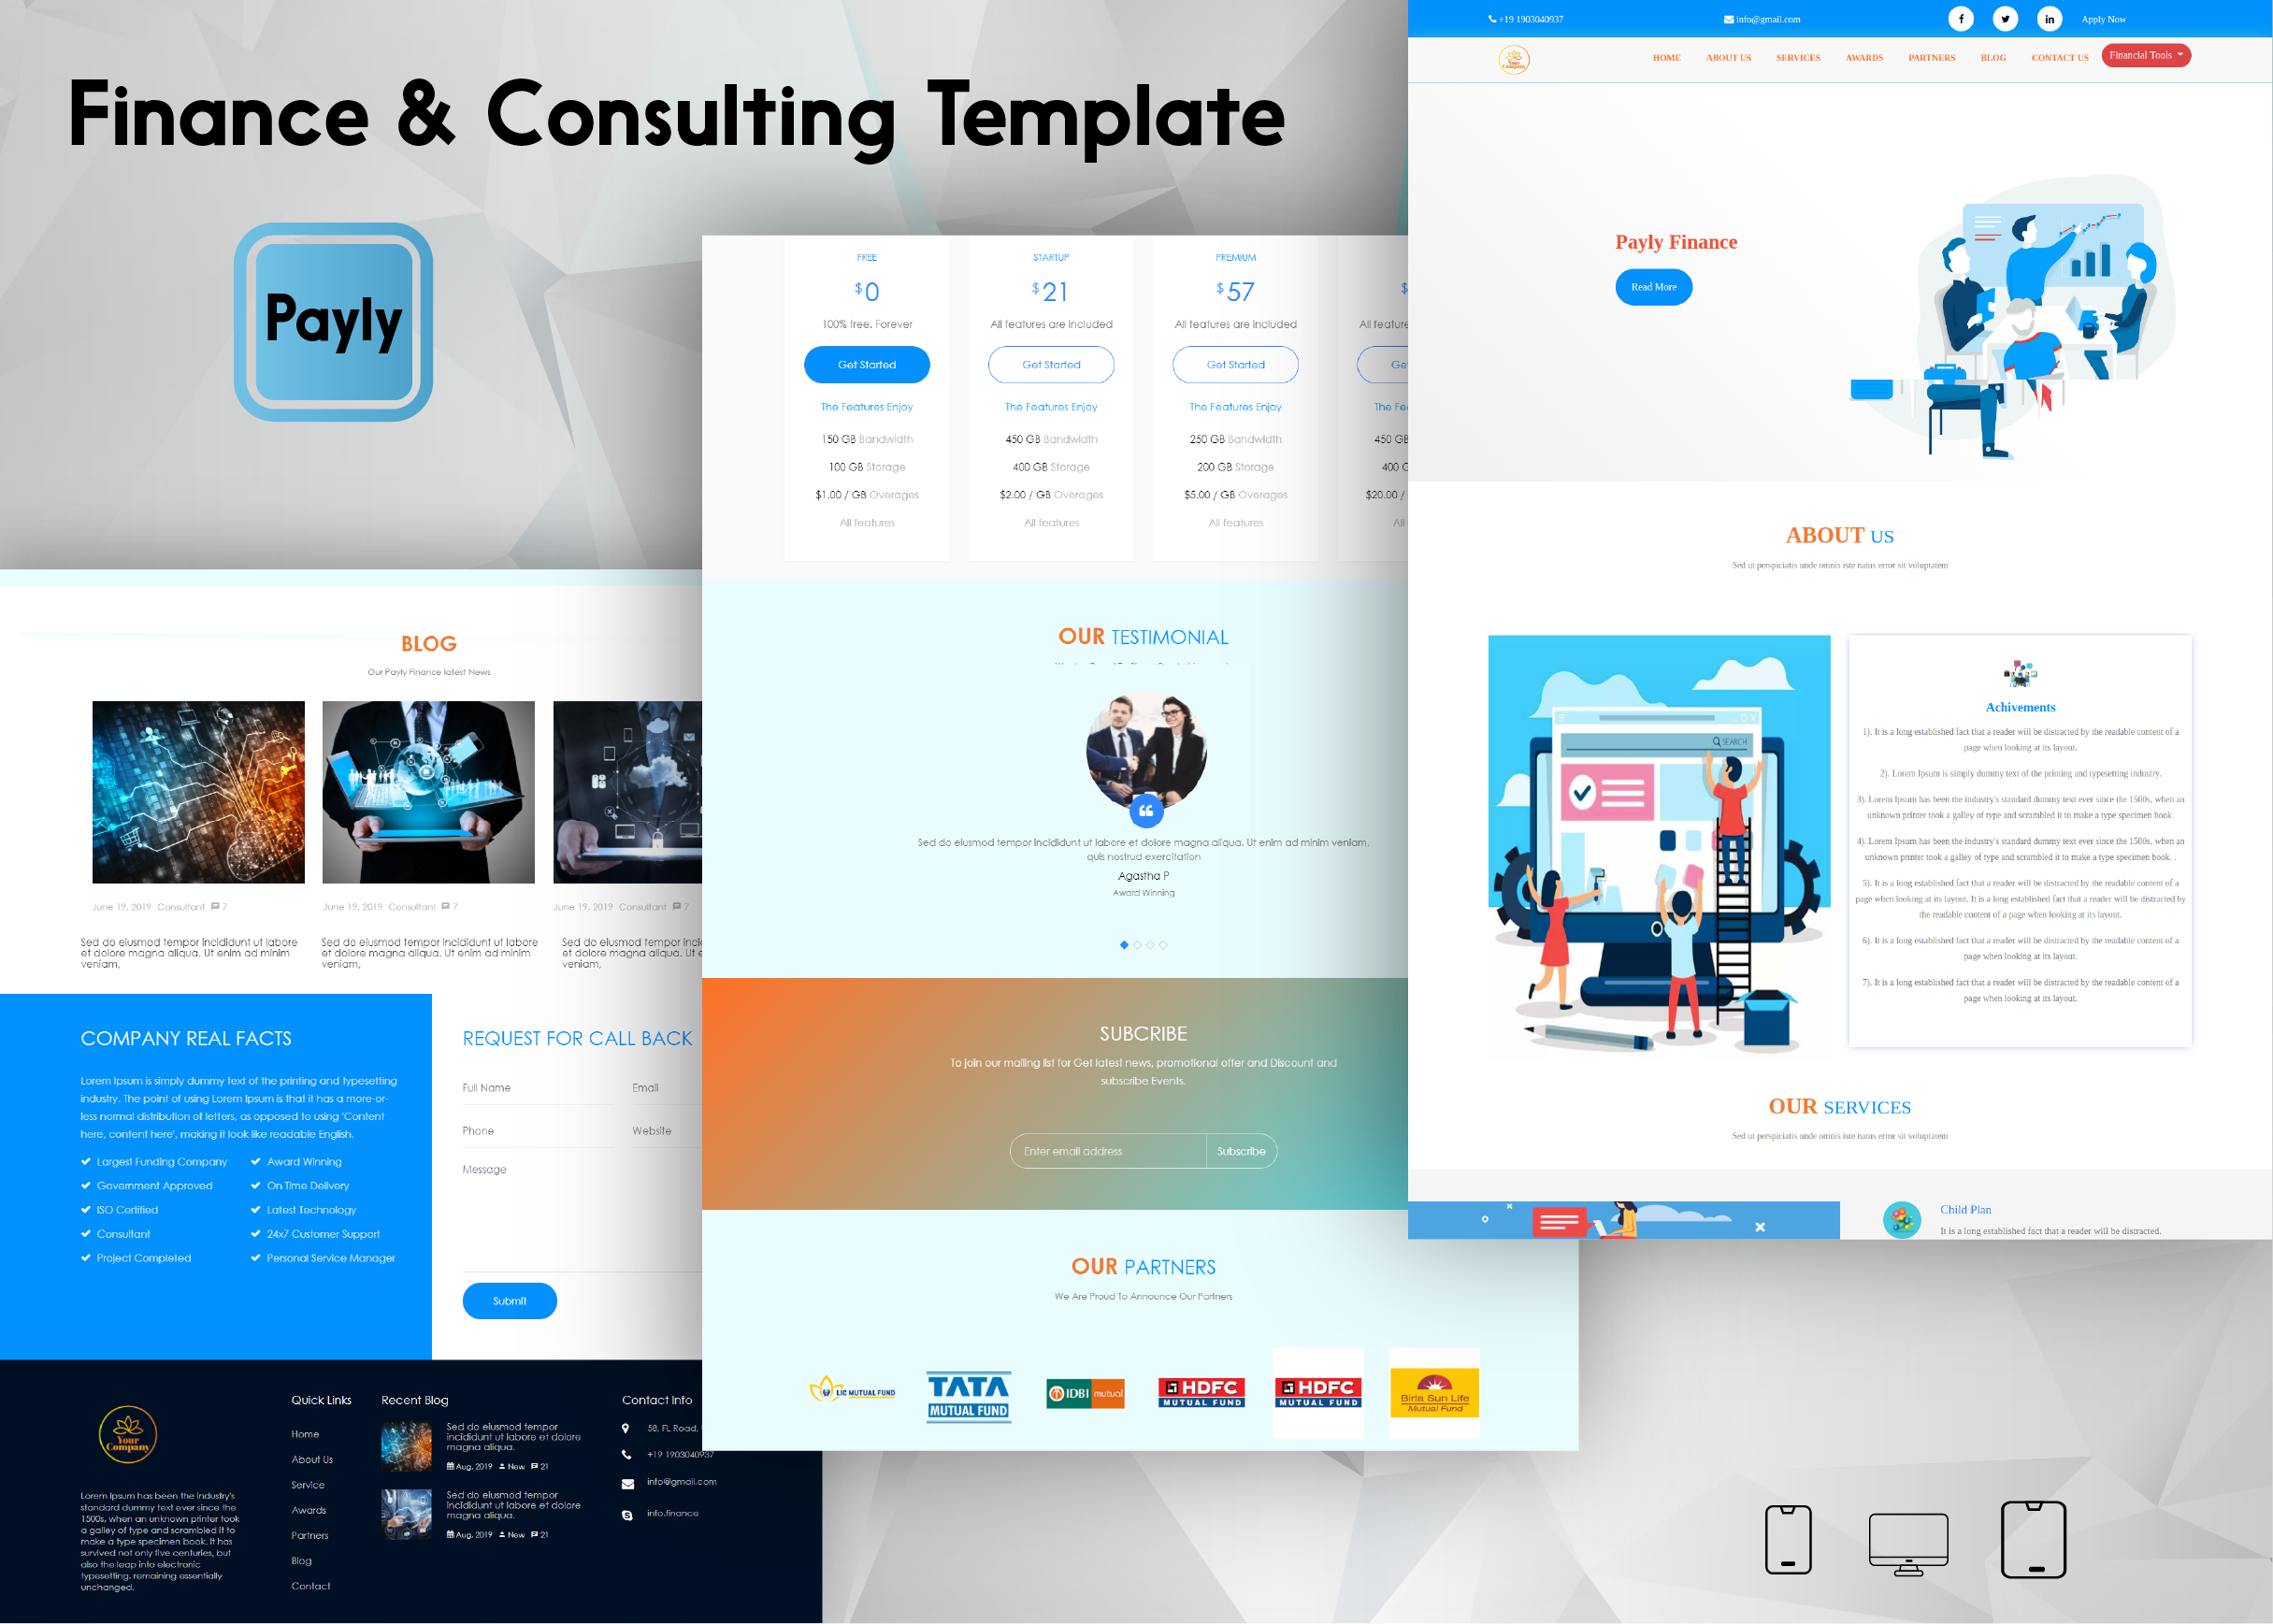 Finance & Consulting Template
Payly
BLOG
Our Payly Finance latest News
June 19, 2019 Consultant 7
June 19, 2019 Consultant 7
June 19, 2019 Consultant 7
Sed do eiusmod tempor incididunt ut labore
et dolore magna aliqua. Ut enim ad minim
veniam,
Sed do eiusmod tempor incididunt ut labore
et dolore magna aliqua. Ut enim ad minim
veniam,
Sed do eiusmod tempor
et dolore magna aliqua. Ut
veniam,
COMPANY REAL FACTS
Lorem Ipsum is simply dummy text of the printing and typesetting
industry. The point of using Lorem Ipsum is that it has a more-or-
less normal distribution of letters, as opposed to using 'Content
here, content here', making it look like readable English.
Largest Funding Company
Government Approved
ISO Certified
Consultant
Project Completed
Award Winning
On Time Delivery
Latest Technology
24x7 Customer Support
Personal Service Manager
REQUEST FOR CALL BACK
Full Name
Email
Phone
Website
Message
Submit
Your
Company
Lorem Ipsum has been the industry's
standard dummy text ever since the
1500s, when an unknown printer took
a galley of type and scrambled it to
make a type specimen book. It has
survived not only five centuries, but
also the leap into electronic
typesetting, remaining essentially
unchanged.
Quick Links
Home
About Us
Service
Awards
Partners
Blog
Contact
Recent Blog
Sed do eiusmod tempor
incididunt ut labore et dolore
magna aliqua.
Aug, 2019 New 21
Sed do eiusmod tempor
incididunt ut labore et dolore
magna aliqua.
Aug, 2019 New 21
Contact Info
58, FL Road,
+19 1903040937
info@gmail.com
info.finance
FREE
$0
100% free. Forever
Get Started
The Features Enjoy
150 GB Bandwidth
100 GB Storage
$1.00 / GB Overages
All features
STARTUP
$21
All features are included
Get Started
The Features Enjoy
450 GB Bandwidth
400 GB Storage
$2.00 / GB Overages
All features
PREMIUM
$57
All features are included
Get Started
The Features Enjoy
250 GB Bandwidth
200 GB Storage
$5.00 / GB Overages
All features
$
All feature
Ge
The Fe
450 GB
400 G
$20.00 /
All
OUR TESTIMONIAL
Sed do eiusmod tempor incididunt ut labore et dolore magna aliqua. Ut enim ad minim veniam,
quis nostrud exercitation
Agastha P
Award Winning
SUBCRIBE
To join our mailing list for Get latest news, promotional offer and Discount and
subscribe Events.
Enter email address
Subscribe
OUR PARTNERS
We Are Proud To Announce Our Partners
LIC MUTUAL FUND
TATA
MUTUAL FUND
IDBI mutual
HDFC
MUTUAL FUND
HDFC
MUTUAL FUND
Birla Sun Life
Mutual Fund
+19 1903040937
info@gmail.com
f
in
Apply Now
Your
Company
HOME
ABOUT US
SERVICES
AWARDS
PARTNERS
BLOG
CONTACT US
Financial Tools
Payly Finance
Read More
ABOUT US
Sed ut perspiciatis unde omnis iste natus error sit voluptatem
SEARCH
Achivements
1). It is a long established fact that a reader will be distracted by the readable content of a
page when looking at its layout.
2). Lorem Ipsum is simply dummy text of the printing and typesetting industry.
3). Lorem Ipsum has been the industry's standard dummy text ever since the 1500s, when an
unknown printer took a galley of type and scrambled it to make a type specimen book.
4). Lorem Ipsum has been the industry's standard dummy text ever since the 1500s, when an
unknown printer took a galley of type and scrambled it to make a type specimen book. .
5). It is a long established fact that a reader will be distracted by the readable content of a
page when looking at its layout. It is a long established fact that a reader will be distracted by
the readable content of a page when looking at its layout.
6). It is a long established fact that a reader will be distracted by the readable content of a
page when looking at its layout.
7). It is a long established fact that a reader will be distracted by the readable content of a
page when looking at its layout.
OUR SERVICES
Sed ut perspiciatis unde omnis iste natus error sit voluptatem
Child Plan
It is a long established fact that a reader will be distracted.